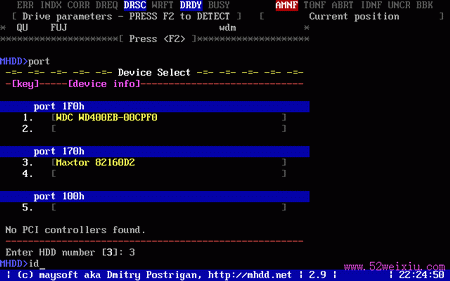 ERR INDX CORR DREQ DRSC WRFT DRDY BUSY AMNF T0NF ABRT IDNF UNCR BBK
[ Drive parameters - PRESS F2 to DETECT ] [ Current position ]
* QU FUJ wdm *
********************[ Press <F2> ]********************
MHDD>port
-=- -=- -=- -=- -=- Device Select -=- -=- -=- -=- -=-
-[key]-----[device info]-----------------------------
port 1F0h
1. [WDC WD400EB-00CPF0 ]
2. [ ]
port 170h
3. [Maxtor 82160D2 ]
4. [ ]
port 100h
5. [ ]
No PCI controllers found.
Enter HDD number [3]: 3
MHDD>id_
www.52weixiu.com
| (c) maysoft aka Dmitry Postrigan, http://mhdd.net | 2.9 | | 22:24:50